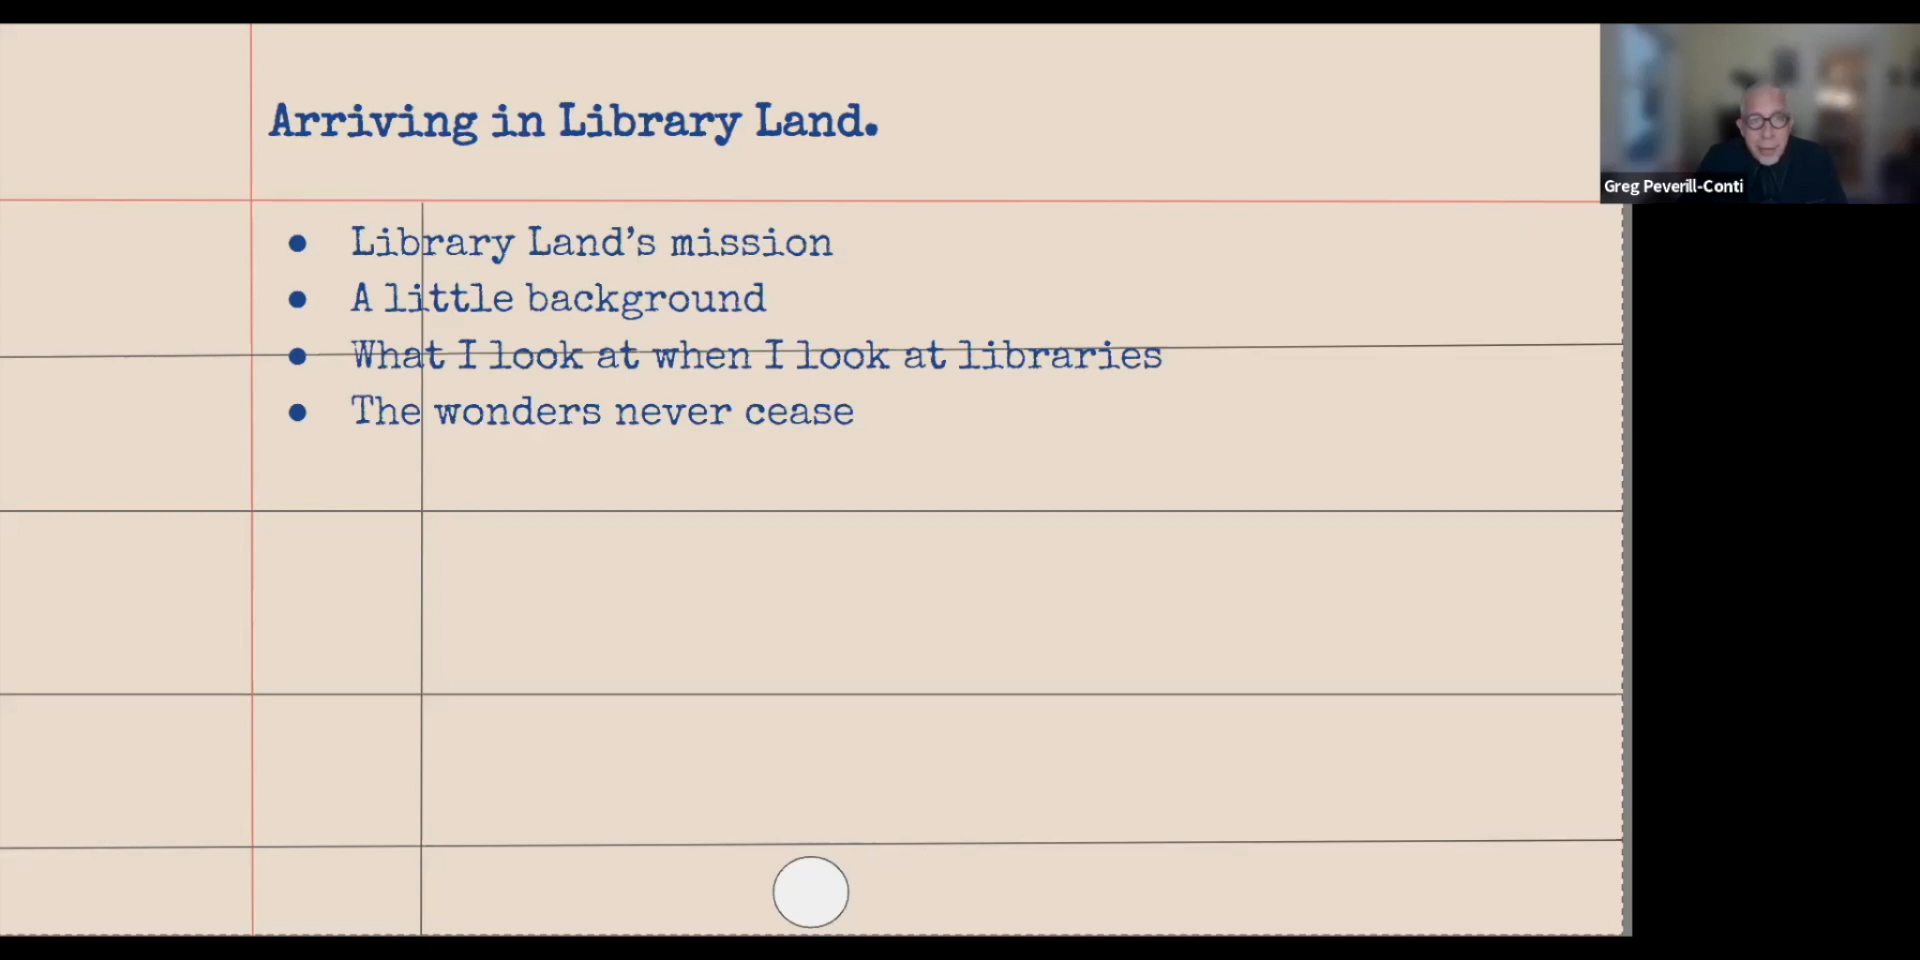 Arriving in Library Land.
● Library Land’s mission
● A little background
● What I look at when I look at libraries
● The wonders never cease
Greg Peverill-Conti